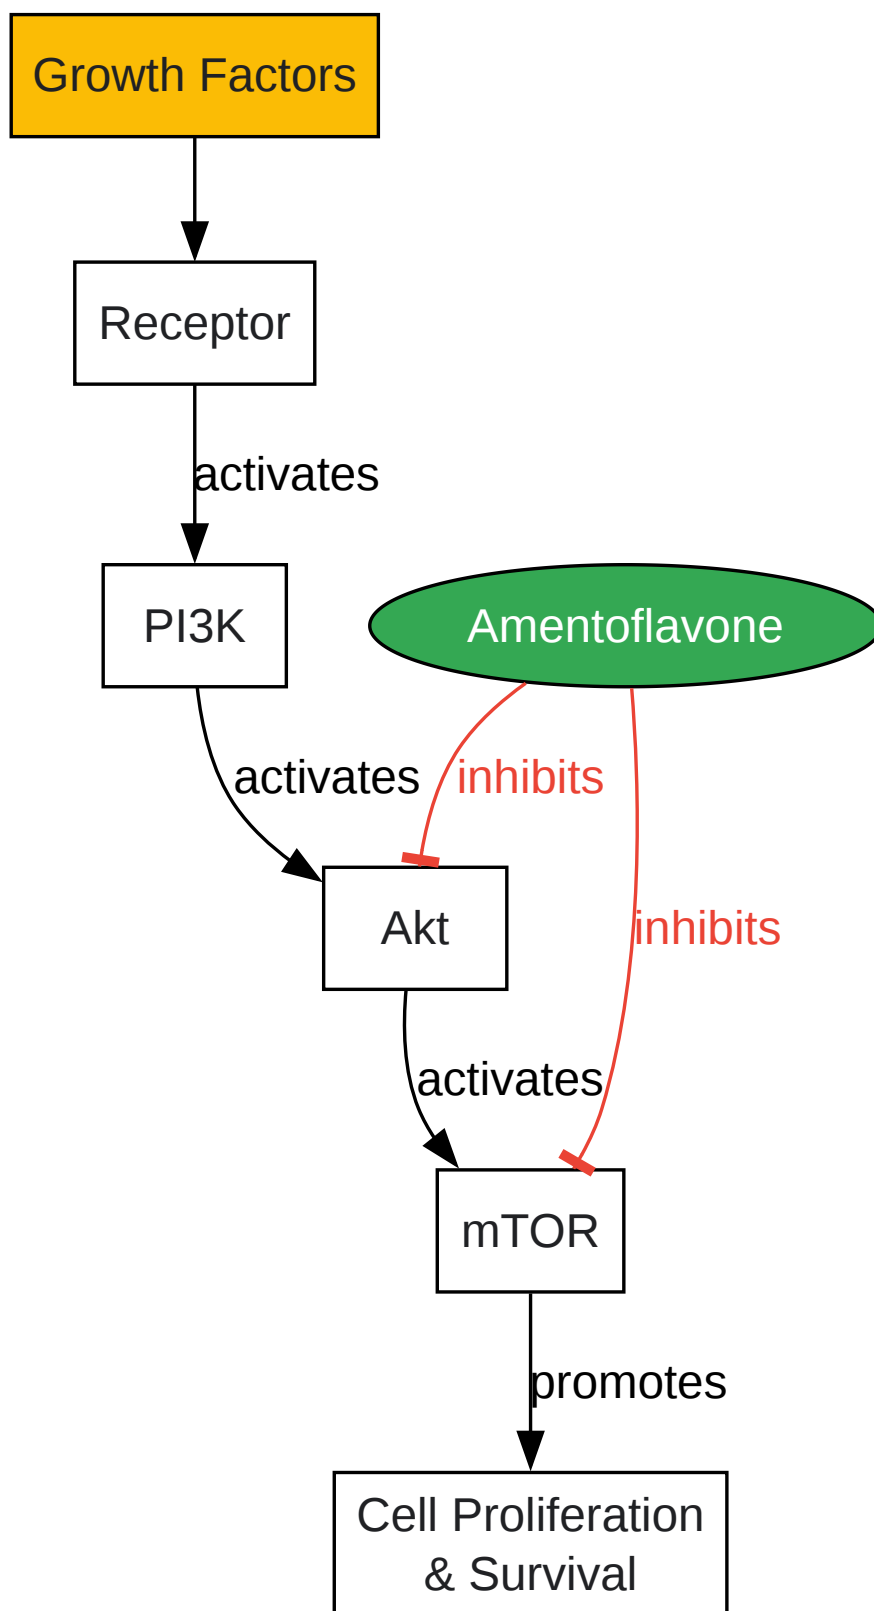 Growth Factors
Receptor
activates
PI3K
Amentoflavone
activates
inhibits
Akt
inhibits
activates
mTOR
promotes
Cell Proliferation
& Survival